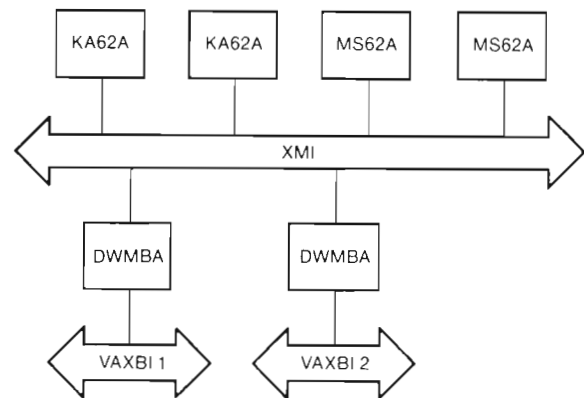 KA62A
KA62A
MS62A
MS62A
XMI
DWMBA
DWMBA
VAXBI 1
VAXBI 2